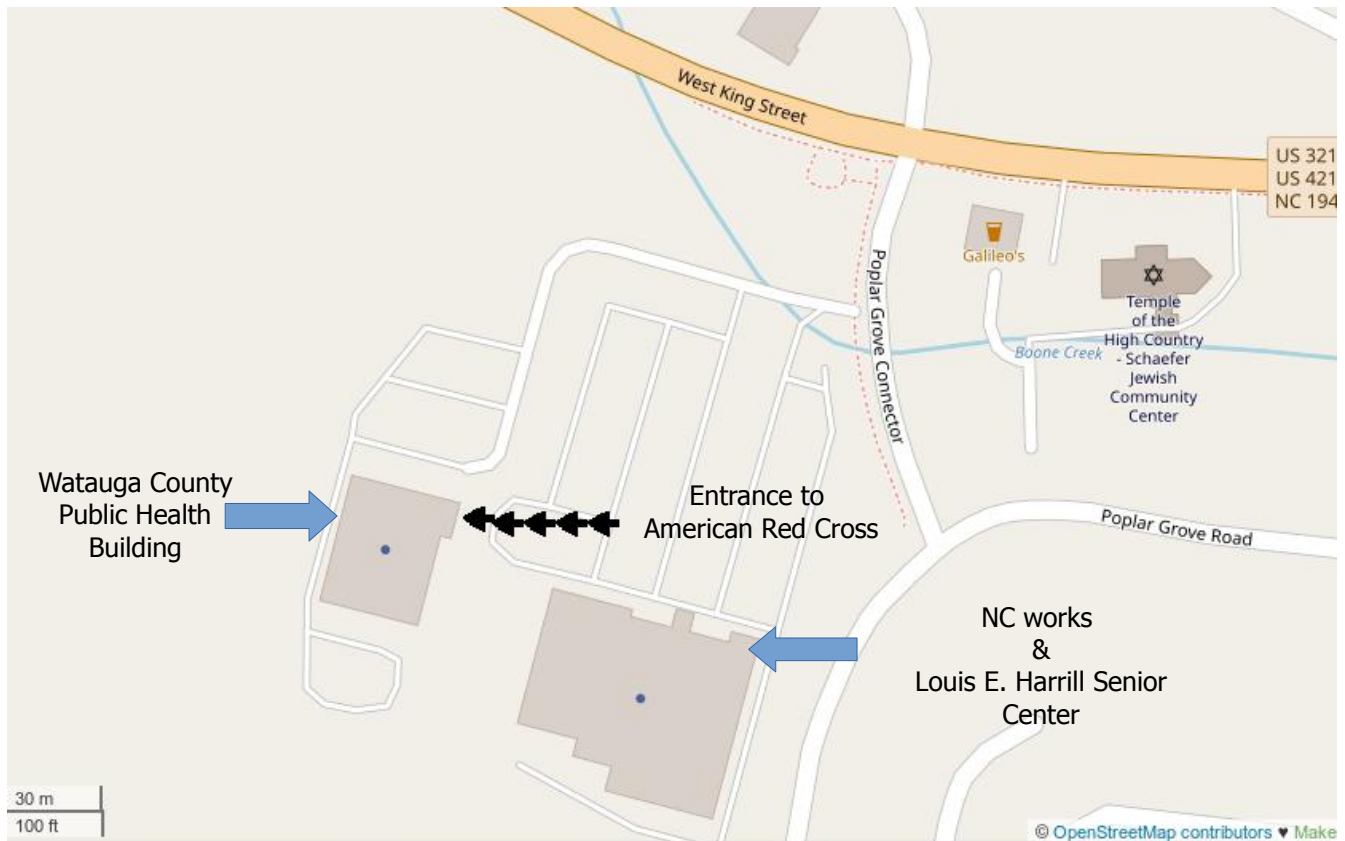 West King Street
US 321
US 421
NC 194
Poplar Grove Connector
Galileo's
Temple
of the
High Country
- Schaefer
Jewish
Community
Center
Boone Creek
Watauga County
Public Health
Building
Entrance to
American Red Cross
Poplar Grove Road
NC works
&
Louis E. Harrill Senior
Center
30 m
100 ft
© OpenStreetMap contributors ♥ Make